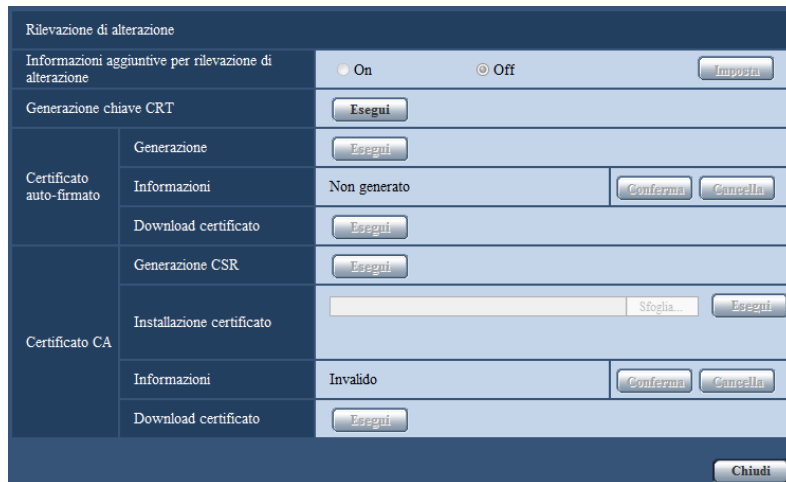 Rilevazione di alterazione
Informazioni aggiuntive per rilevazione di
alterazione
On
Off
Imposta
Generazione chiave CRT
Esegui
Certificato
auto-firmato
Generazione
Esegui
Informazioni
Non generato
Conferma
Cancella
Download certificato
Esegui
Certificato CA
Generazione CSR
Esegui
Installazione certificato
Sfoglia...
Esegui
Informazioni
Invalido
Conferma
Cancella
Download certificato
Esegui
Chiudi